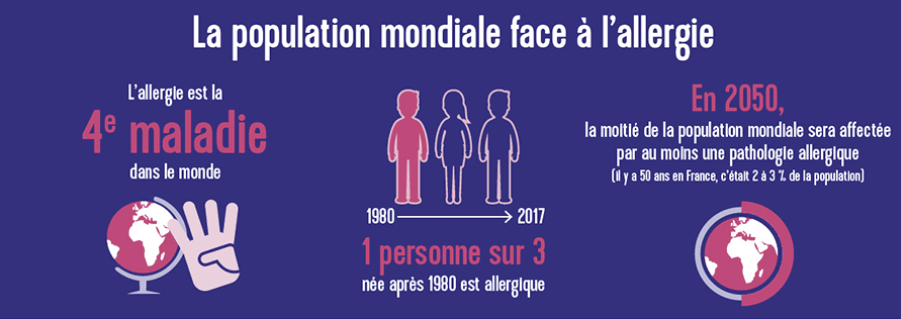 La population mondiale face à l'allergie
L'allergie est la
4e maladie
dans le monde
1980 → 2017
1 personne sur 3
née après 1980 est allergique
En 2050,
la moitié de la population mondiale sera affectée
par au moins une pathologie allergique
(il y a 50 ans en France, c'était 2 à 3 % de la population)